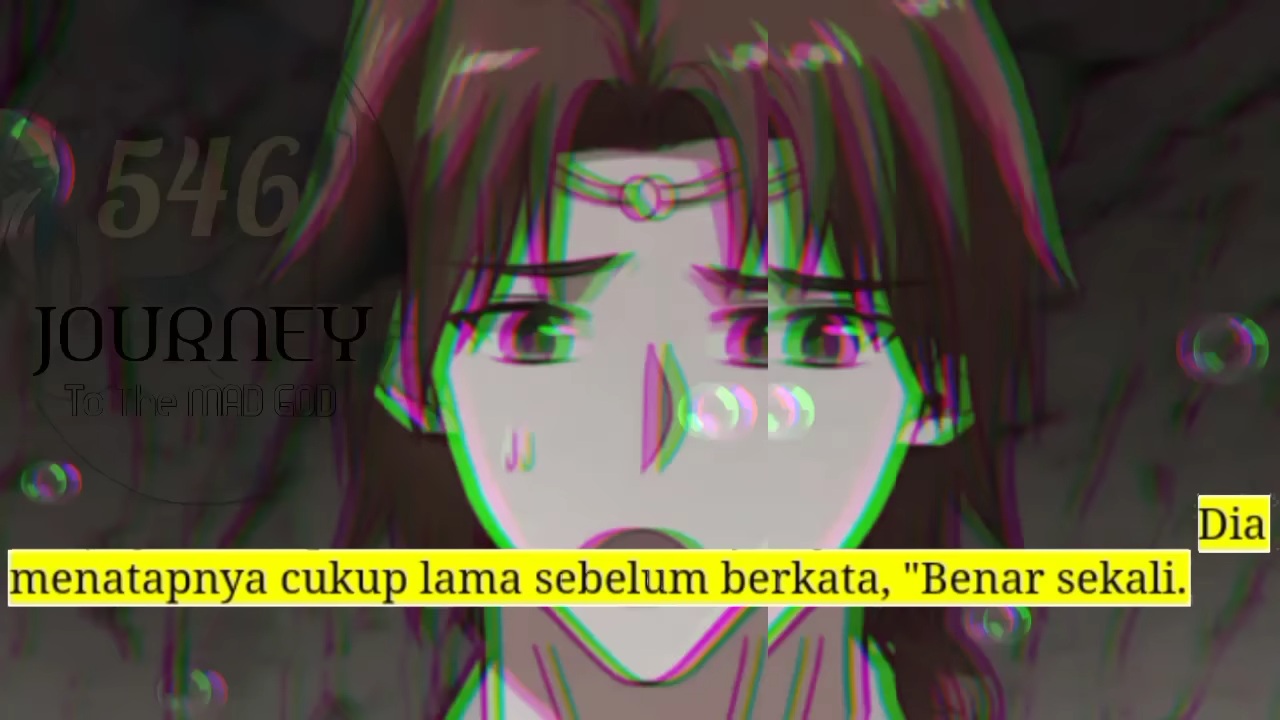 546
JOURNEY
To The MAD GOD
Dia
menatapnya cukup lama sebelum berkata, "Benar sekali.